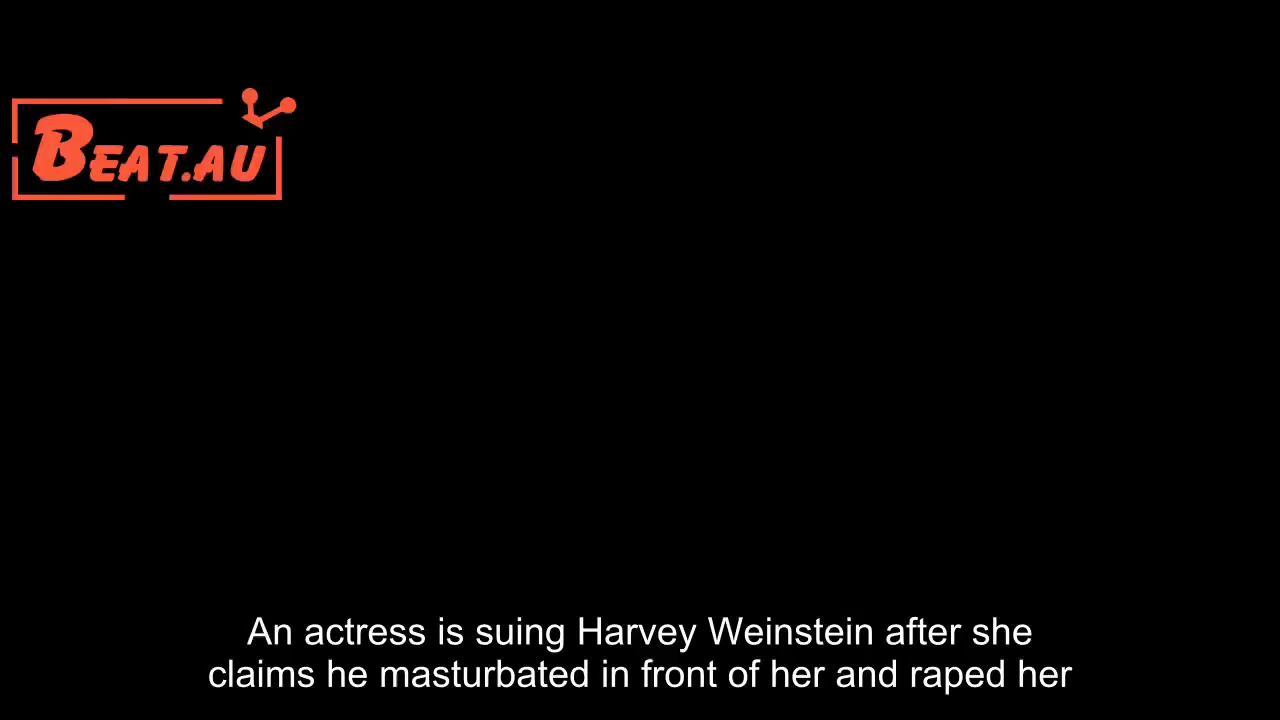 BEAT.AU
An actress is suing Harvey Weinstein after she
claims he masturbated in front of her and raped her